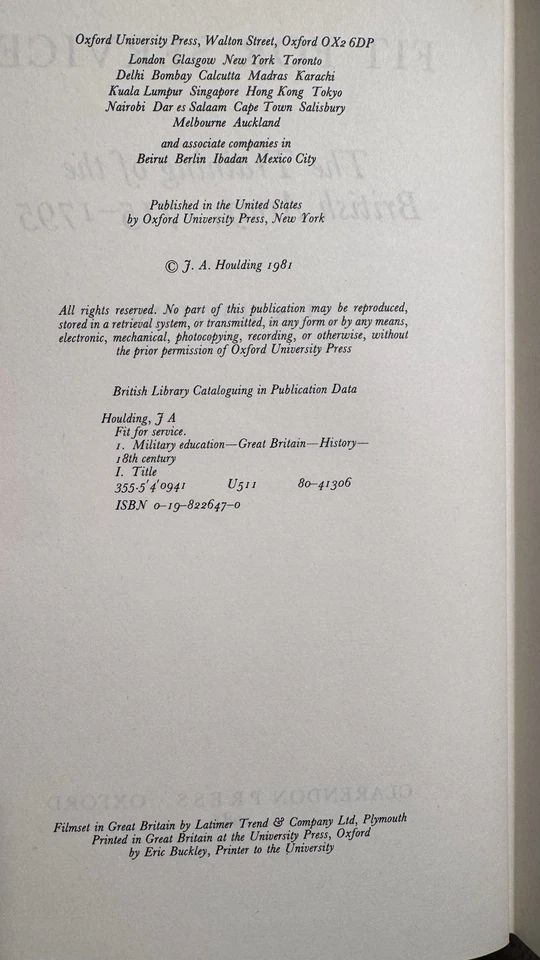 Oxford University Press, Walton Street, Oxford OX2 6DP
London Glasgow New York Toronto
Delhi Bombay Calcutta Madras Karachi
Kuala Lumpur Singapore Hong Kong Tokyo
Nairobi Dar es Salaam Cape Town Salisbury
Melbourne Auckland
and associate companies in
Beirut Berlin Ibadan Mexico City
Published in the United States
by Oxford University Press, New York
© J. A. Houlding 1981
All rights reserved. No part of this publication may be reproduced,
stored in a retrieval system, or transmitted, in any form or by any means,
electronic, mechanical, photocopying, recording, or otherwise, without
the prior permission of Oxford University Press
British Library Cataloguing in Publication Data
Houlding, J A
Fit for service.
1. Military education—Great Britain—History—
18th century
I. Title
355·5'4'0941 U511 80-41306
ISBN 0-19-822647-0
Filmset in Great Britain by Latimer Trend & Company Ltd, Plymouth
Printed in Great Britain at the University Press, Oxford
by Eric Buckley, Printer to the University